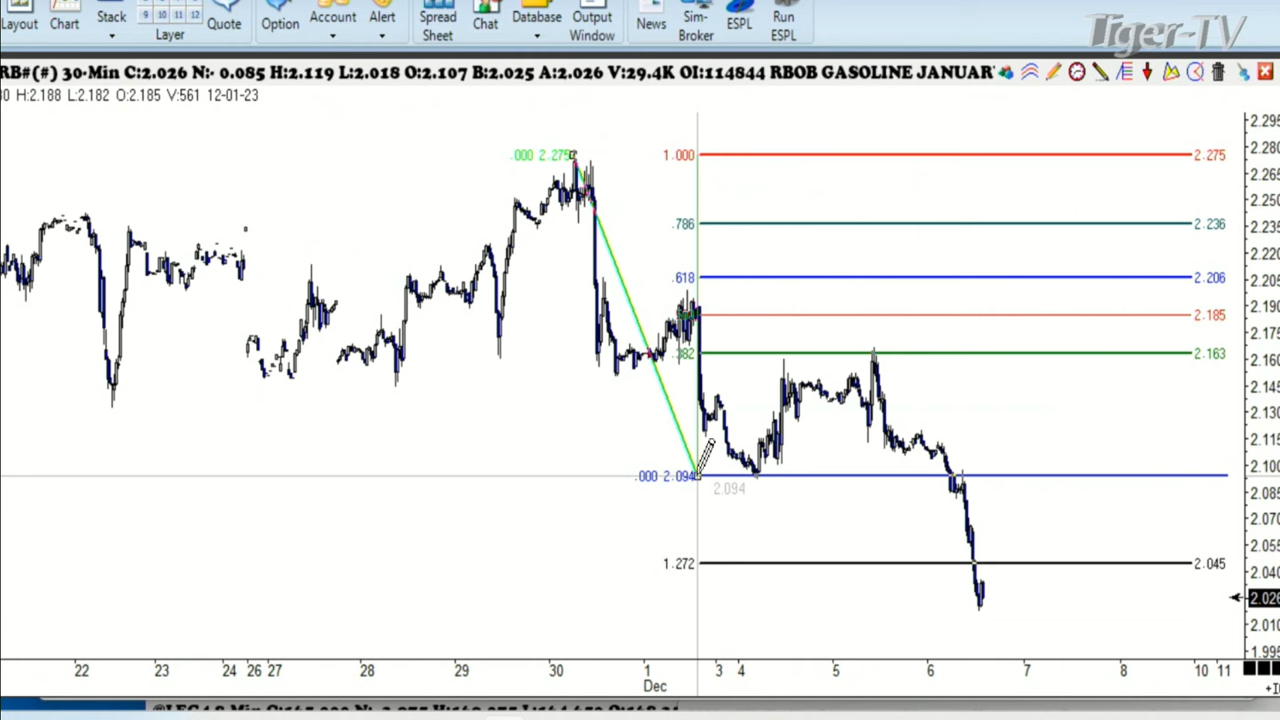 Layout Chart Stack 9 10 11 12 Layer Quote Option Account Alert Spread Sheet Chat Database Output Window News Sim-Broker ESPL Run ESPL
Tiger-TV
RB#(#) 30-Min C:2.026 N:- 0.085 H:2.119 L:2.018 O:2.107 B:2.025 A:2.026 V:29.4K OI:114844 RBOB GASOLINE JANUAR
30 H:2.188 L:2.182 O:2.185 V:561 12-01-23
2.295
.000 2.275 1.000 2.275 2.280
2.265
2.250
.786 2.236 2.235
2.220
.618 2.206 2.205
2.190
2.185 2.175
.382 2.163 2.160
2.145
2.130
2.115
2.100
.000 2.094
2.094 2.085
2.070
2.055
1.272 2.045 2.040
2.026
2.010
1.995
22 23 24 26 27 28 29 30 1 3 4 5 6 7 8 10 11
Dec